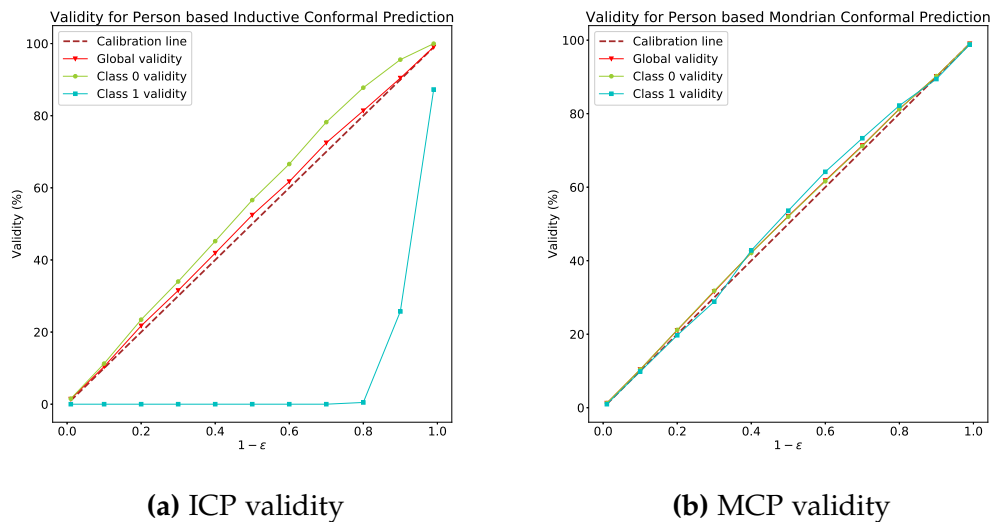 Validity for Person based Inductive Conformal Prediction
Calibration line
Global validity
Class 0 validity
Class 1 validity
100
80
60
40
20
0
Validity (%)
0.0 0.2 0.4 0.6 0.8 1.0
1 − ε
(a) ICP validity
Validity for Person based Mondrian Conformal Prediction
Calibration line
Global validity
Class 0 validity
Class 1 validity
100
80
60
40
20
0
Validity (%)
0.0 0.2 0.4 0.6 0.8 1.0
1 − ε
(b) MCP validity